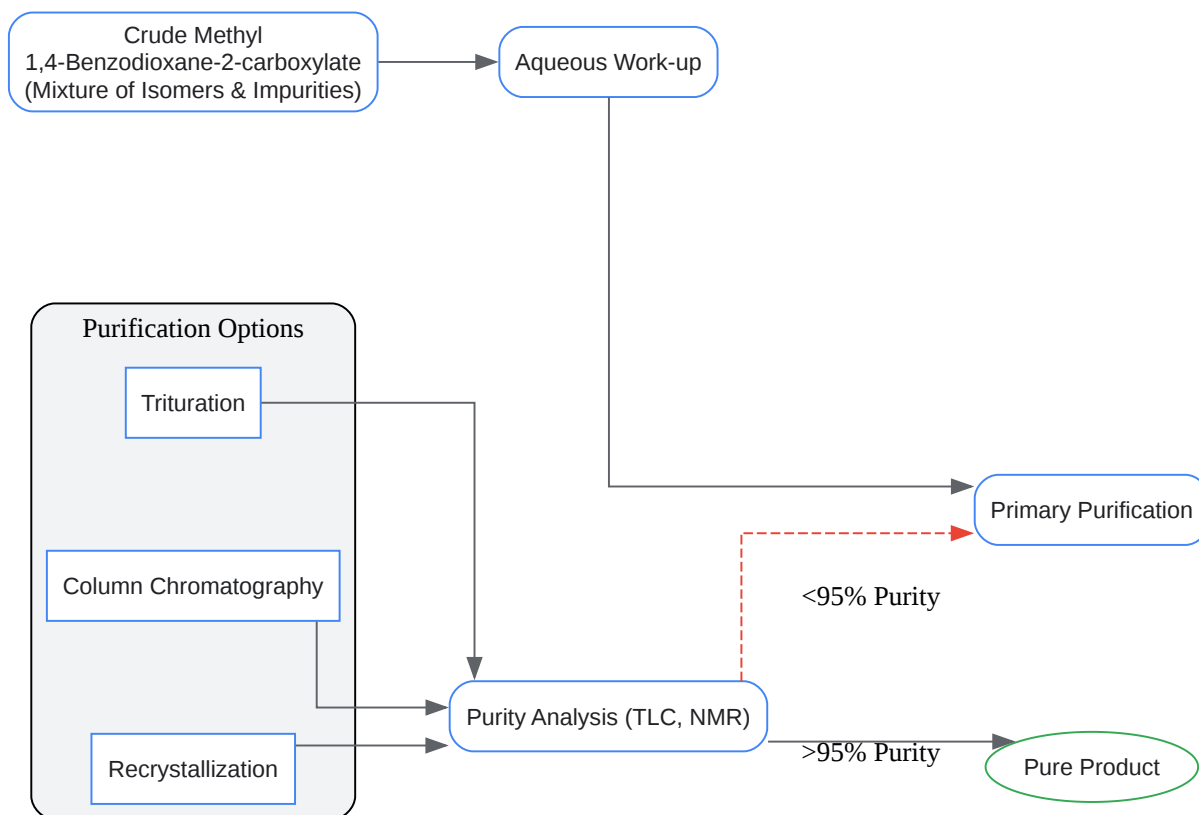 Crude Methyl
1,4-Benzodioxane-2-carboxylate
(Mixture of Isomers & Impurities)
Aqueous Work-up
Purification Options
Trituration
Column Chromatography
Recrystallization
Primary Purification
<95% Purity
Purity Analysis (TLC, NMR)
>95% Purity
Pure Product